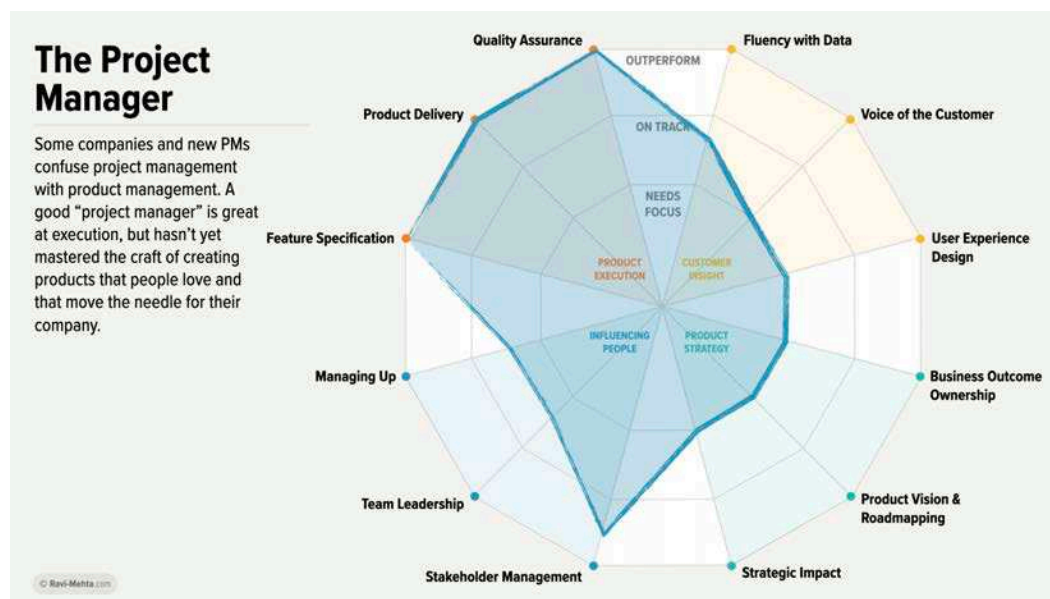 The Project
Manager
Some companies and new PMs
confuse project management
with product management. A
good “project manager” is great
at execution, but hasn’t yet
mastered the craft of creating
products that people love and
that move the needle for their
company.
Quality Assurance
Fluency with Data
OUTPERFORM
Product Delivery
Voice of the Customer
ON TRACK
NEEDS
FOCUS
Feature Specification
User Experience
Design
PRODUCT
EXECUTION
CUSTOMER
INSIGHT
INFLUENCING
PEOPLE
PRODUCT
STRATEGY
Managing Up
Business Outcome
Ownership
Team Leadership
Product Vision &
Roadmapping
Stakeholder Management
Strategic Impact
© Ravi-Mehta.com